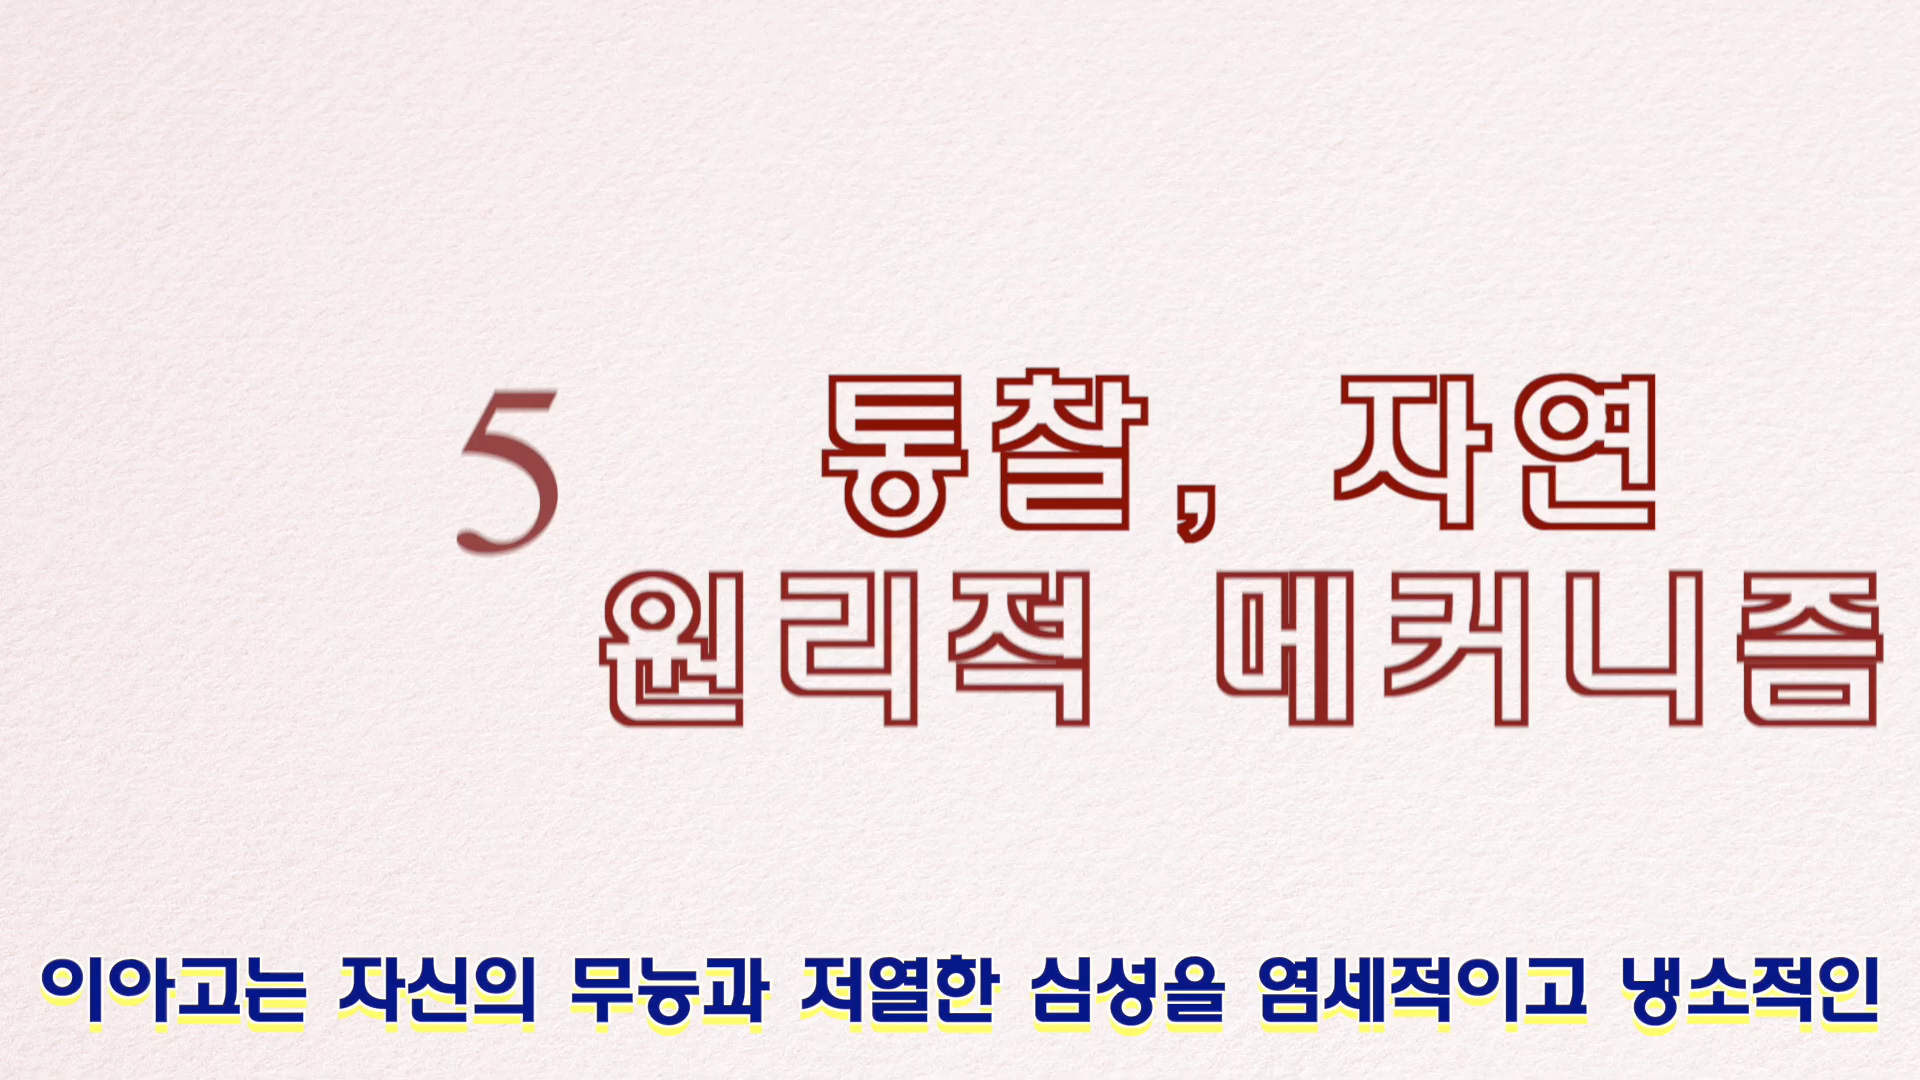 5 통찰, 자연
원리적 메커니즘
이아고는 자신의 무능과 저열한 심성을 염세적이고 냉소적인